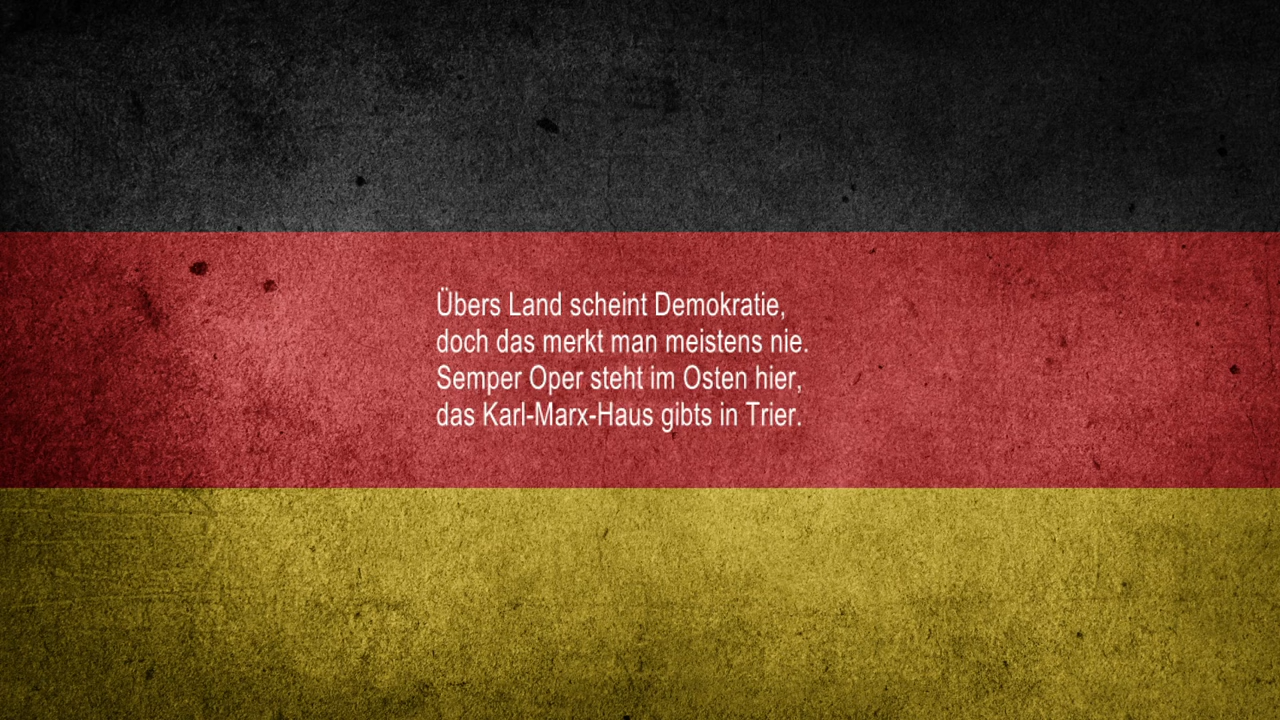 Übers Land scheint Demokratie,
doch das merkt man meistens nie.
Semper Oper steht im Osten hier,
das Karl-Marx-Haus gibts in Trier.